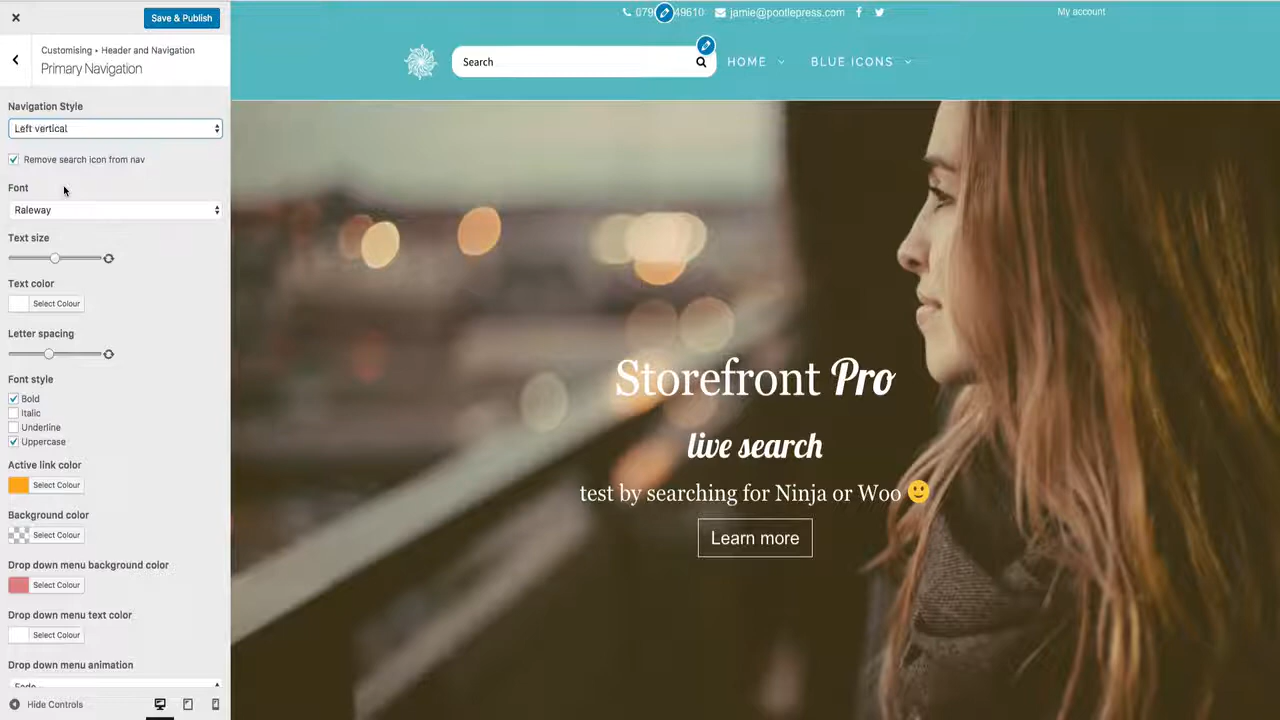 Save & Publish
Customising • Header and Navigation
Primary Navigation
Navigation Style
Left vertical
Remove search icon from nav
Font
Raleway
Text size
Text color
Select Colour
Letter spacing
Font style
Bold
Italic
Underline
Uppercase
Active link color
Select Colour
Background color
Select Colour
Drop down menu background color
Select Colour
Drop down menu text color
Select Colour
Drop down menu animation
Fade
Hide Controls
jamie@pootlepress.com
My account
Search
HOME
BLUE ICONS
Storefront Pro
live search
test by searching for Ninja or Woo 🙂
Learn more